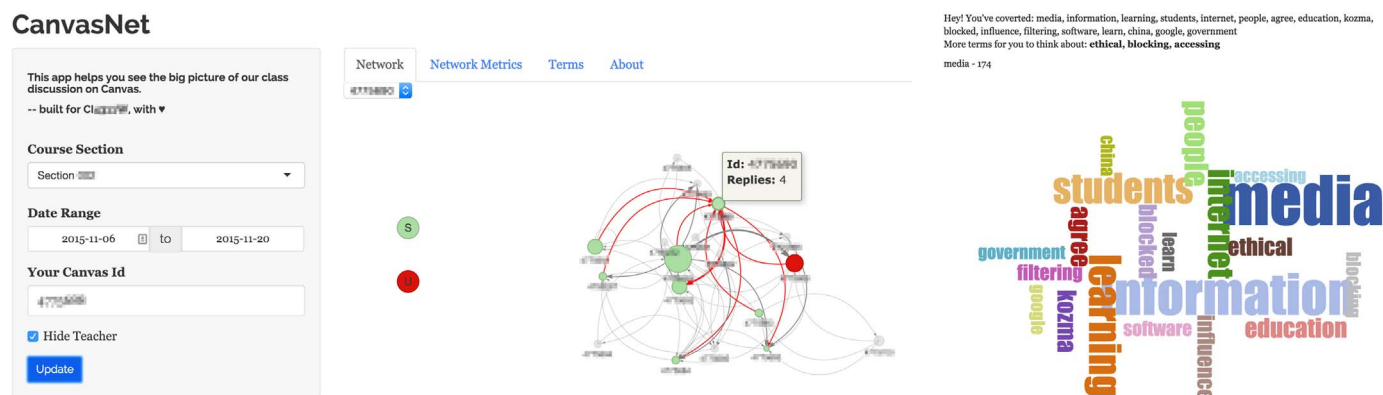 CanvasNet
This app helps you see the big picture of our class
discussion on Canvas.
-- built for , with ♥
Course Section
Section
Date Range
2015-11-06 to 2015-11-20
Your Canvas Id
Hide Teacher
Update
Network Network Metrics Terms About
S
U
Id:
Replies: 4
Hey! You've coverted: media, information, learning, students, internet, people, agree, education, kozma,
blocked, influence, filtering, software, learn, china, google, government
More terms for you to think about: ethical, blocking, accessing
media - 174
people
china
students
accessing
internet
media
agree
blocked
learn
government
ethical
filtering
blocking
learning
information
google
kozma
software
influence
education